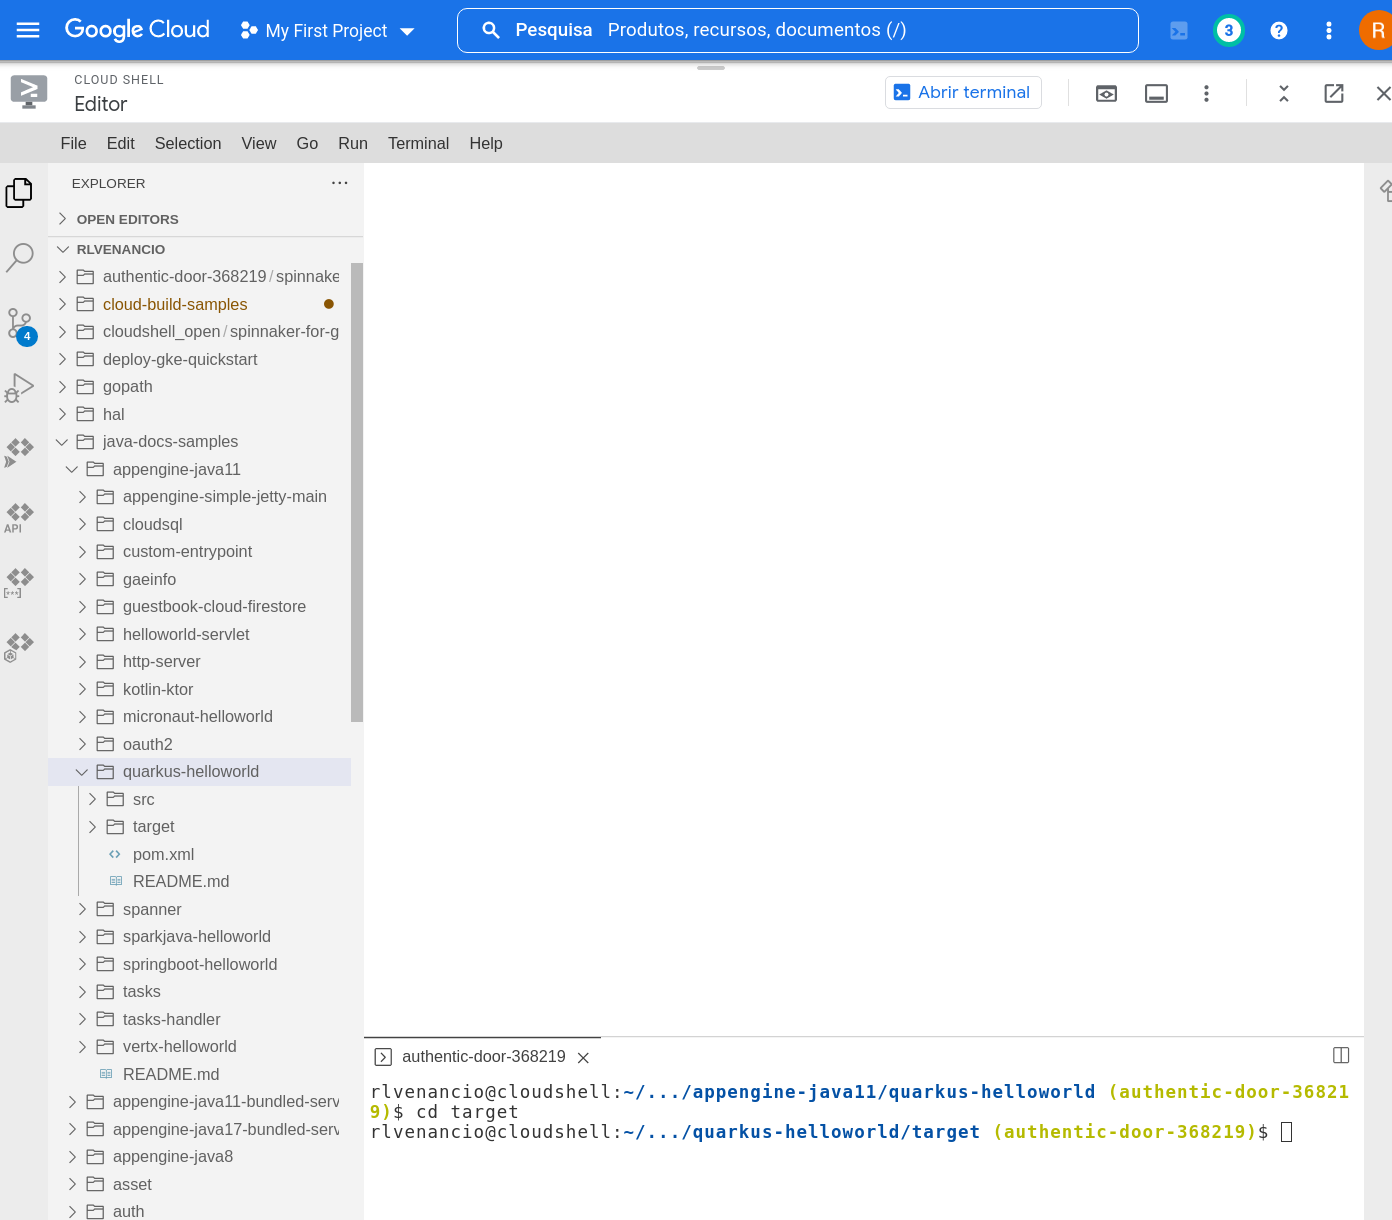 Google Cloud My First Project Pesquisa Produtos, recursos, documentos (/) 3 ? R
CLOUD SHELL
Editor
Abrir terminal
File Edit Selection View Go Run Terminal Help
EXPLORER ...
OPEN EDITORS
RLVENANCIO
authentic-door-368219/spinnake
cloud-build-samples
cloudshell_open/spinnaker-for-g
4
deploy-gke-quickstart
gopath
hal
java-docs-samples
appengine-java11
appengine-simple-jetty-main
cloudsql
API
custom-entrypoint
gaeinfo
[***]
guestbook-cloud-firestore
helloworld-servlet
http-server
kotlin-ktor
micronaut-helloworld
oauth2
quarkus-helloworld
src
target
pom.xml
README.md
spanner
sparkjava-helloworld
springboot-helloworld
tasks
tasks-handler
vertx-helloworld
README.md
appengine-java11-bundled-serv
appengine-java17-bundled-serv
appengine-java8
asset
auth
authentic-door-368219
rlvenancio@cloudshell:~/.../appengine-java11/quarkus-helloworld (authentic-door-36821
9)$ cd target
rlvenancio@cloudshell:~/.../quarkus-helloworld/target (authentic-door-368219)$